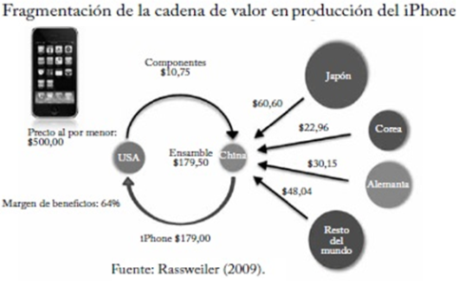 Fragmentación de la cadena de valor en producción del iPhone
Componentes
$10,75
Japón
$60,60
$22,96
Corea
Precio al por menor:
$500,00
USA
Ensamble
$179,50
China
$30,15
Alemania
$48,04
Margen de beneficios: 64%
Resto
del
mundo
iPhone $179,00
Fuente: Rassweiler (2009).